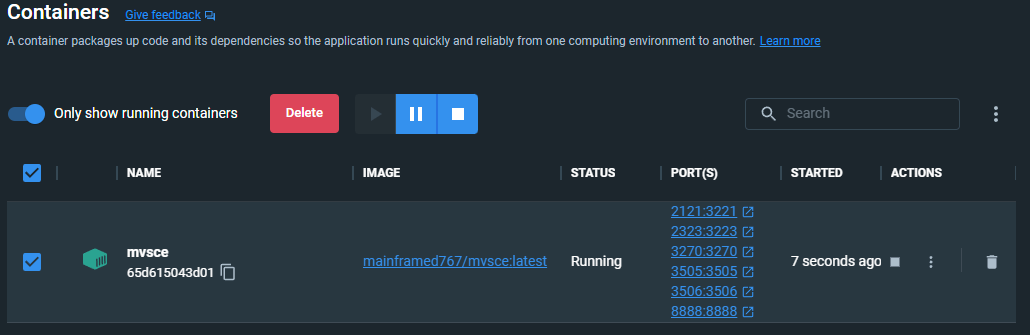 Containers Give feedback
A container packages up code and its dependencies so the application runs quickly and reliably from one computing environment to another. Learn more
Only show running containers Delete Search
NAME IMAGE STATUS PORT(S) STARTED ACTIONS
2121:3221
2323:3223
mvsce 3270:3270
65d615043d01 mainframed767/mvsce:latest Running 3505:3505 7 seconds ago
3506:3506
8888:8888